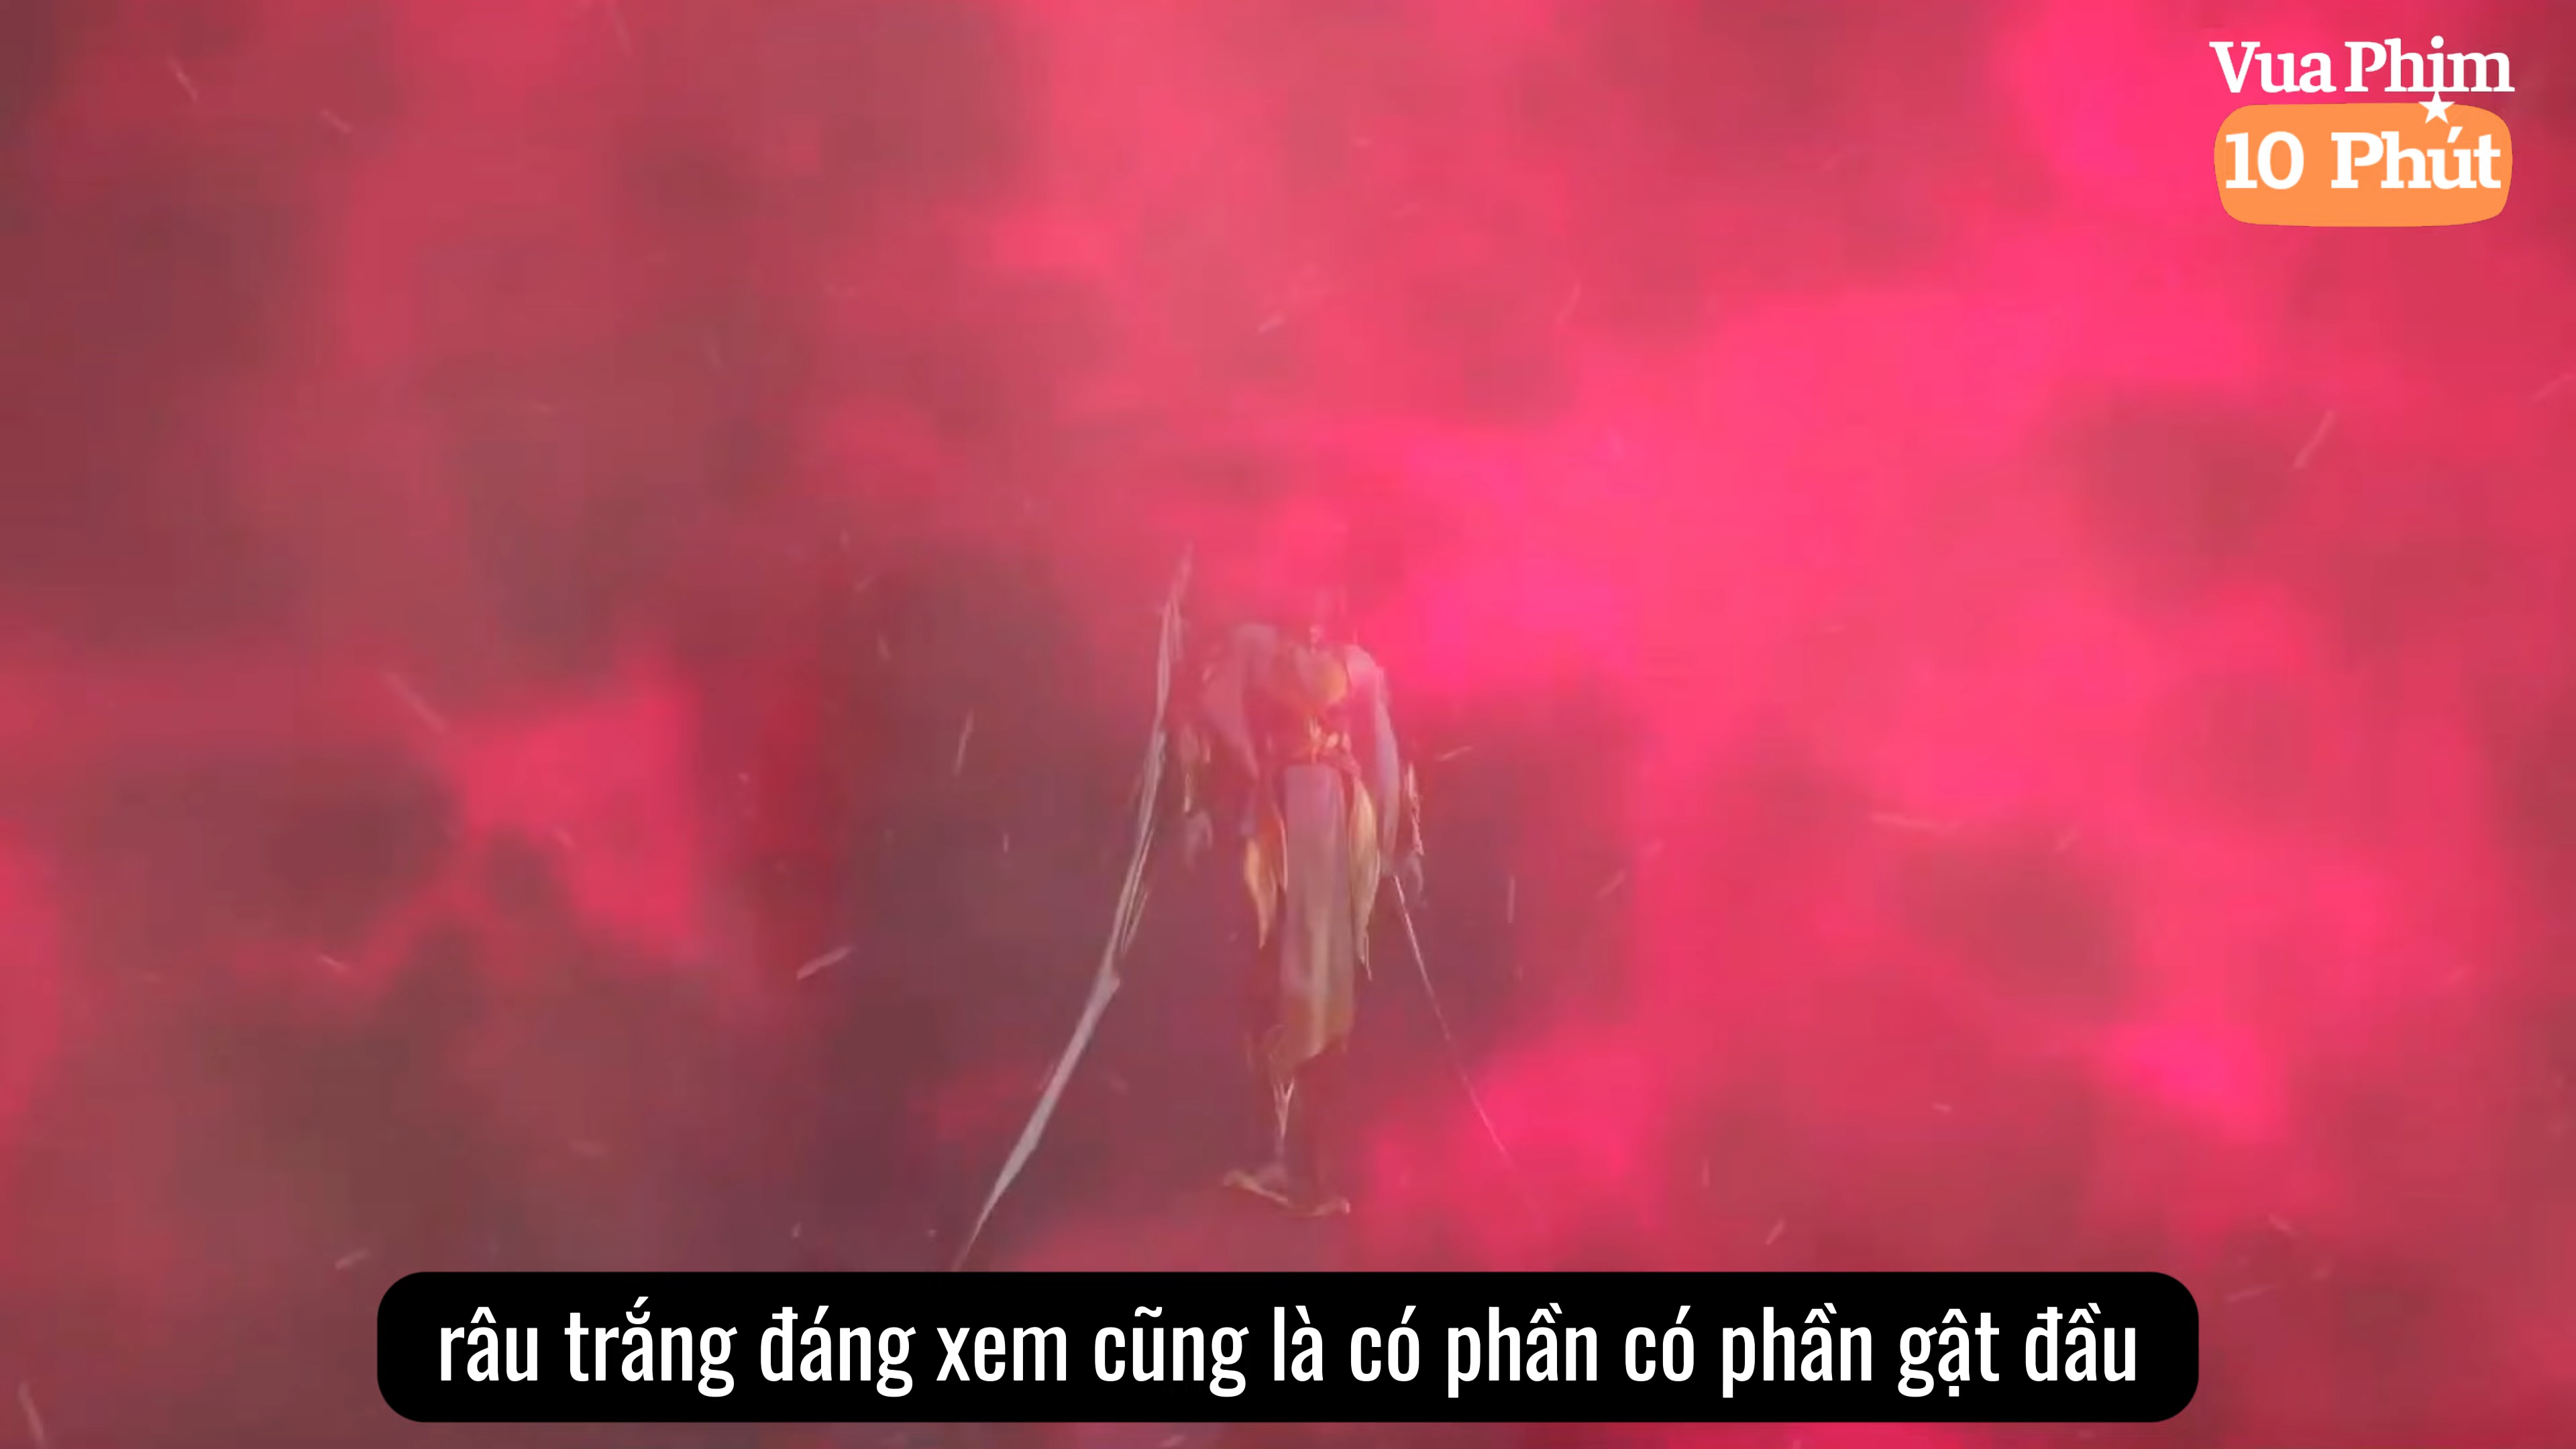 Vua Phim
10 Phút
râu trắng đáng xem cũng là có phần có phần gật đầu